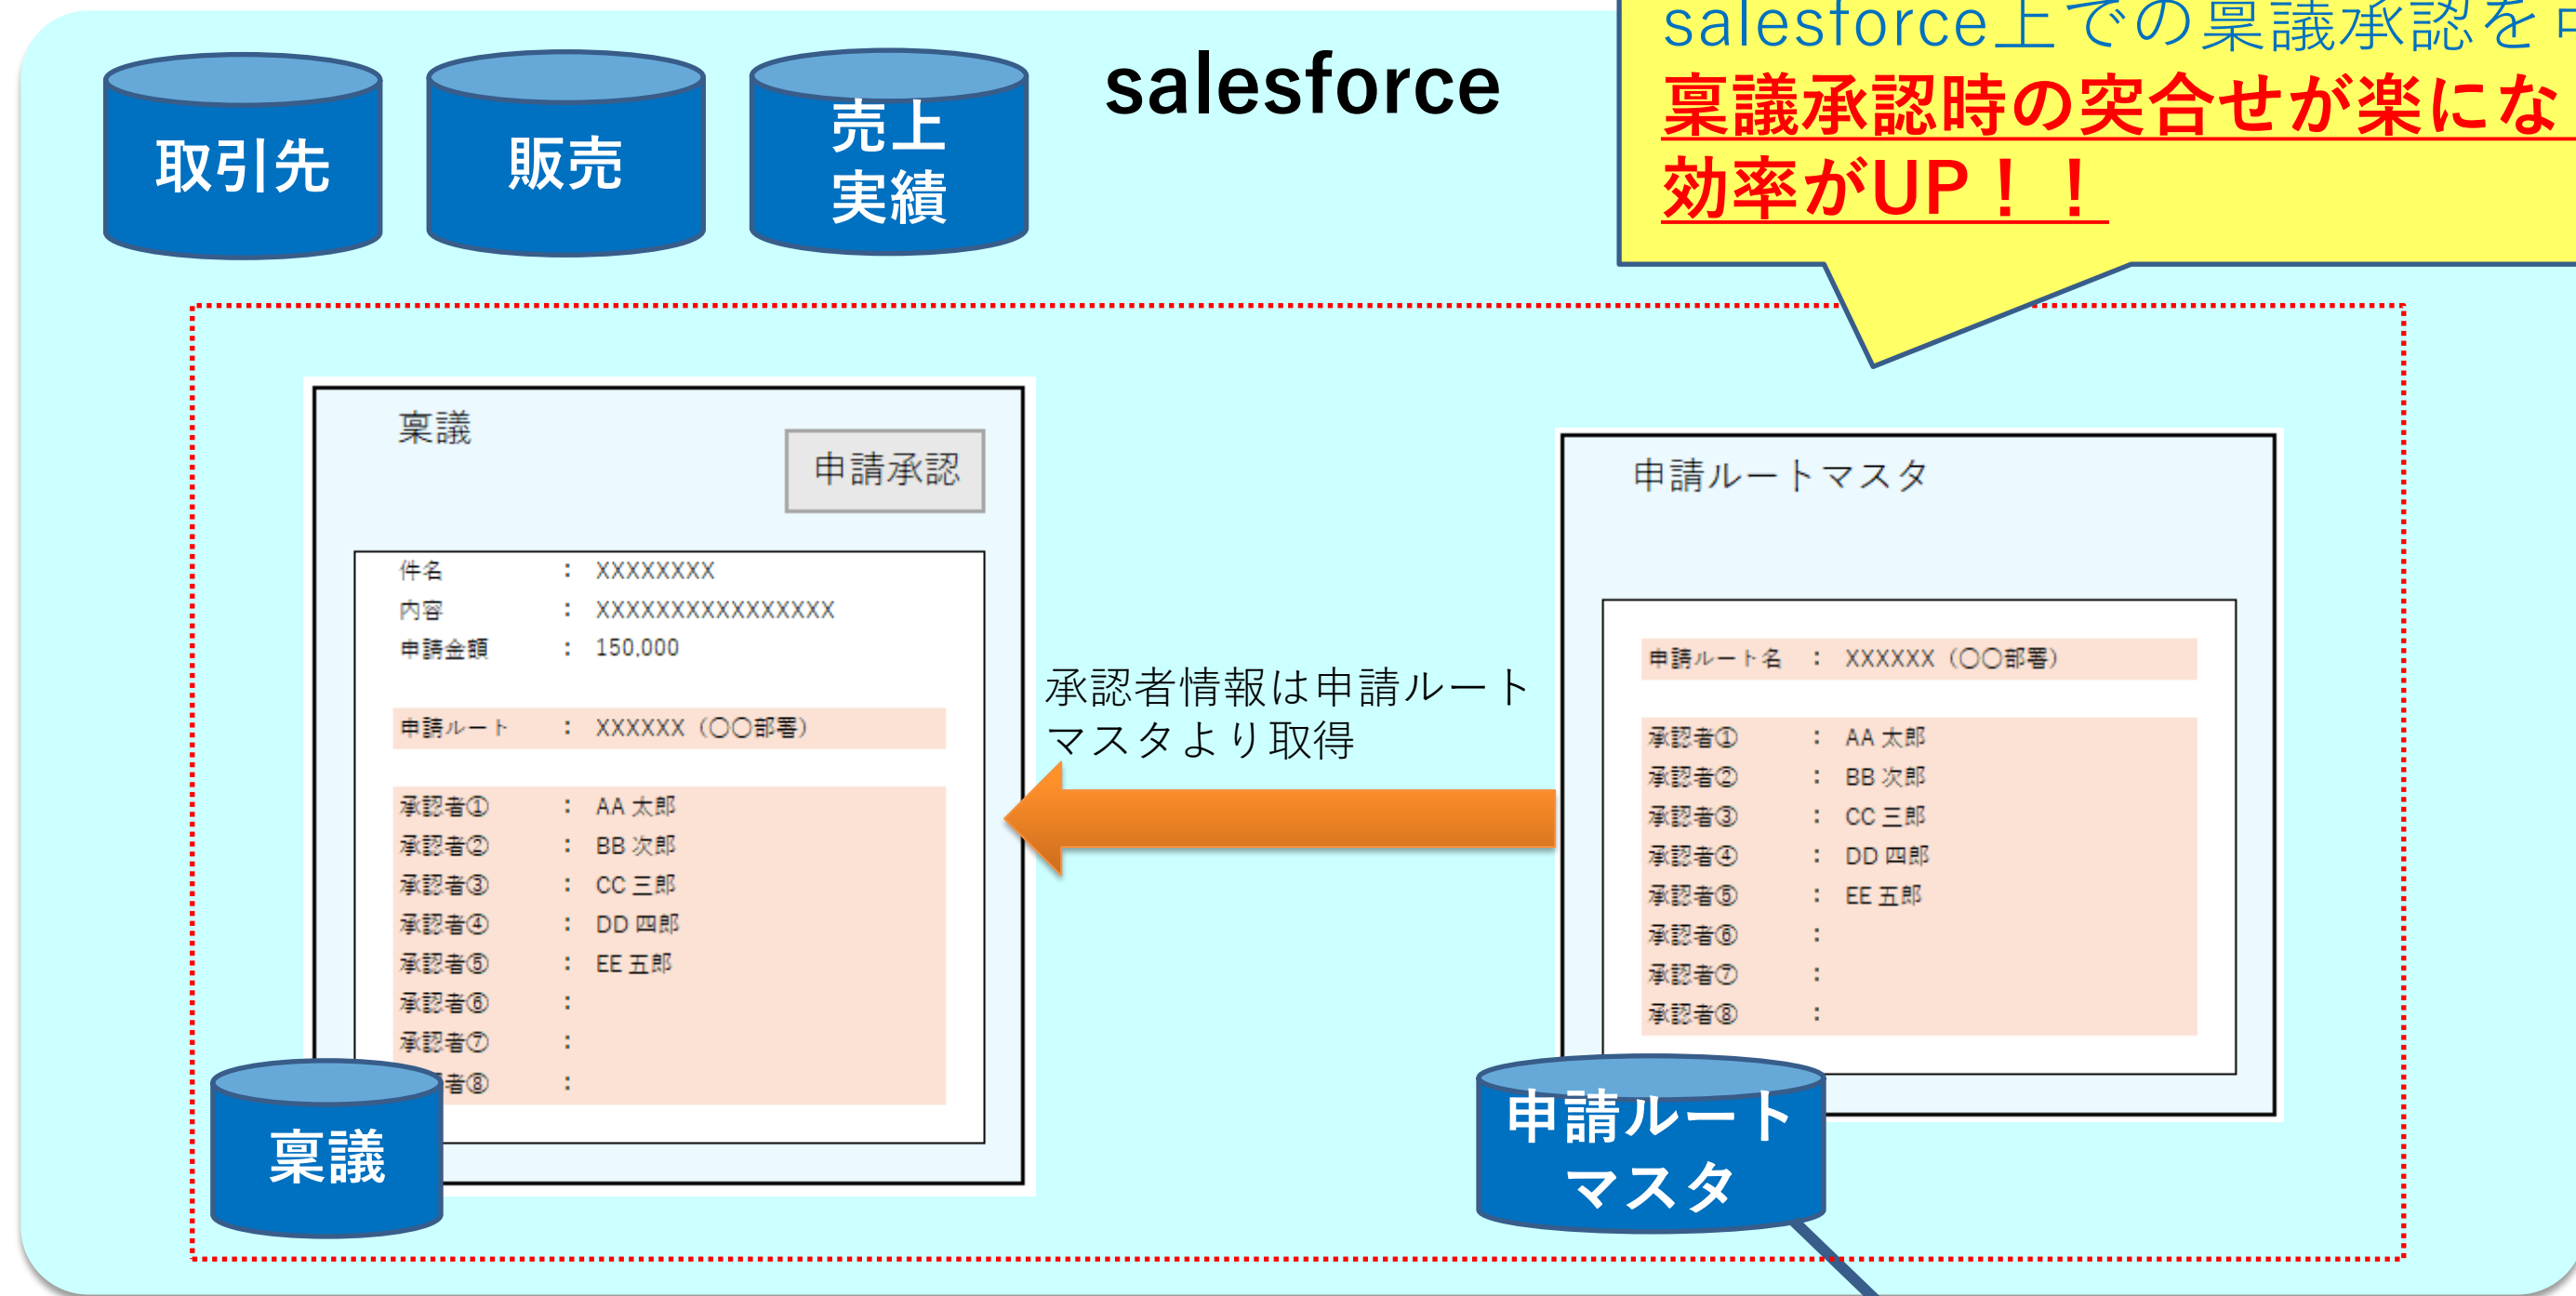 salesforce
salesforce上での稟議承認を
稟議承認時の突合せが楽にな
効率がUP！！
取引先
販売
売上
実績
稟議
申請承認
件名 : XXXXXXXX
内容 : XXXXXXXXXXXXXXXX
申請金額 : 150,000
申請ルート : XXXXXX（〇〇部署）
承認者① : AA 太郎
承認者② : BB 次郎
承認者③ : CC 三郎
承認者④ : DD 四郎
承認者⑤ : EE 五郎
承認者⑥ :
承認者⑦ :
者⑧ :
稟議
承認者情報は申請ルート
マスタより取得
申請ルートマスタ
申請ルート名 : XXXXXX（〇〇部署）
承認者① : AA 太郎
承認者② : BB 次郎
承認者③ : CC 三郎
承認者④ : DD 四郎
承認者⑤ : EE 五郎
承認者⑥ :
承認者⑦ :
承認者⑧ :
申請ルート
マスタ